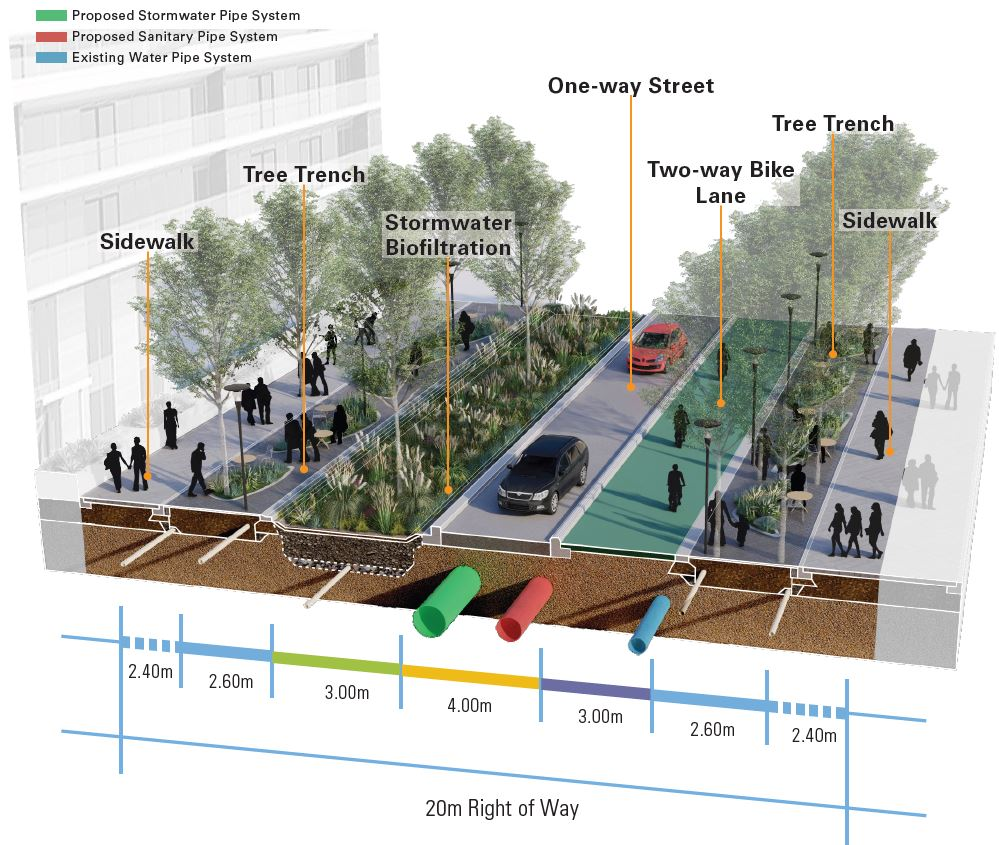 Proposed Stormwater Pipe System
Proposed Sanitary Pipe System
Existing Water Pipe System
One-way Street
Tree Trench
Two-way Bike
Lane
Tree Trench
Stormwater
Biofiltration
Sidewalk
Sidewalk
2.40m
2.60m
3.00m
4.00m
3.00m
2.60m
2.40m
20m Right of Way